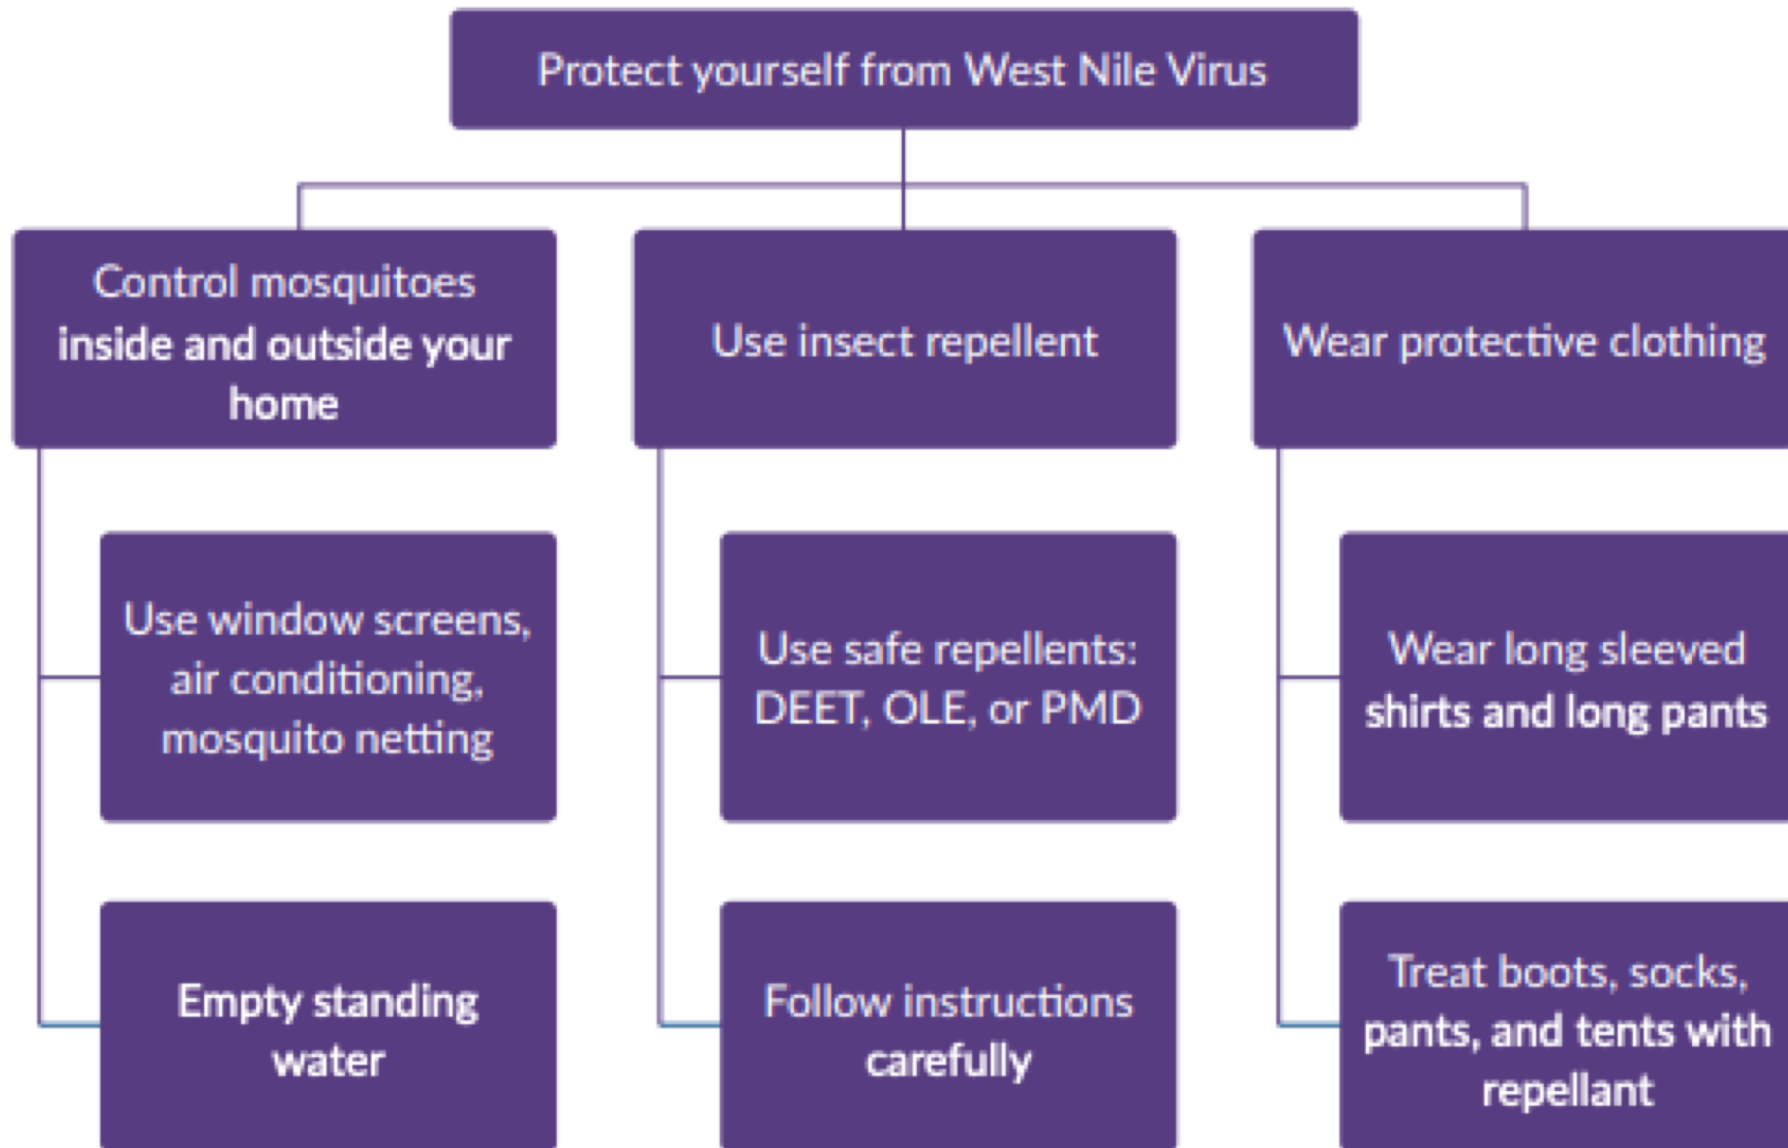 Protect yourself from West Nile Virus
Control mosquitoes
inside and outside your
home
Use window screens,
air conditioning,
mosquito netting
Empty standing
water
Use insect repellent
Use safe repellents:
DEET, OLE, or PMD
Follow instructions
carefully
Wear protective clothing
Wear long sleeved
shirts and long pants
Treat boots, socks,
pants, and tents with
repellant